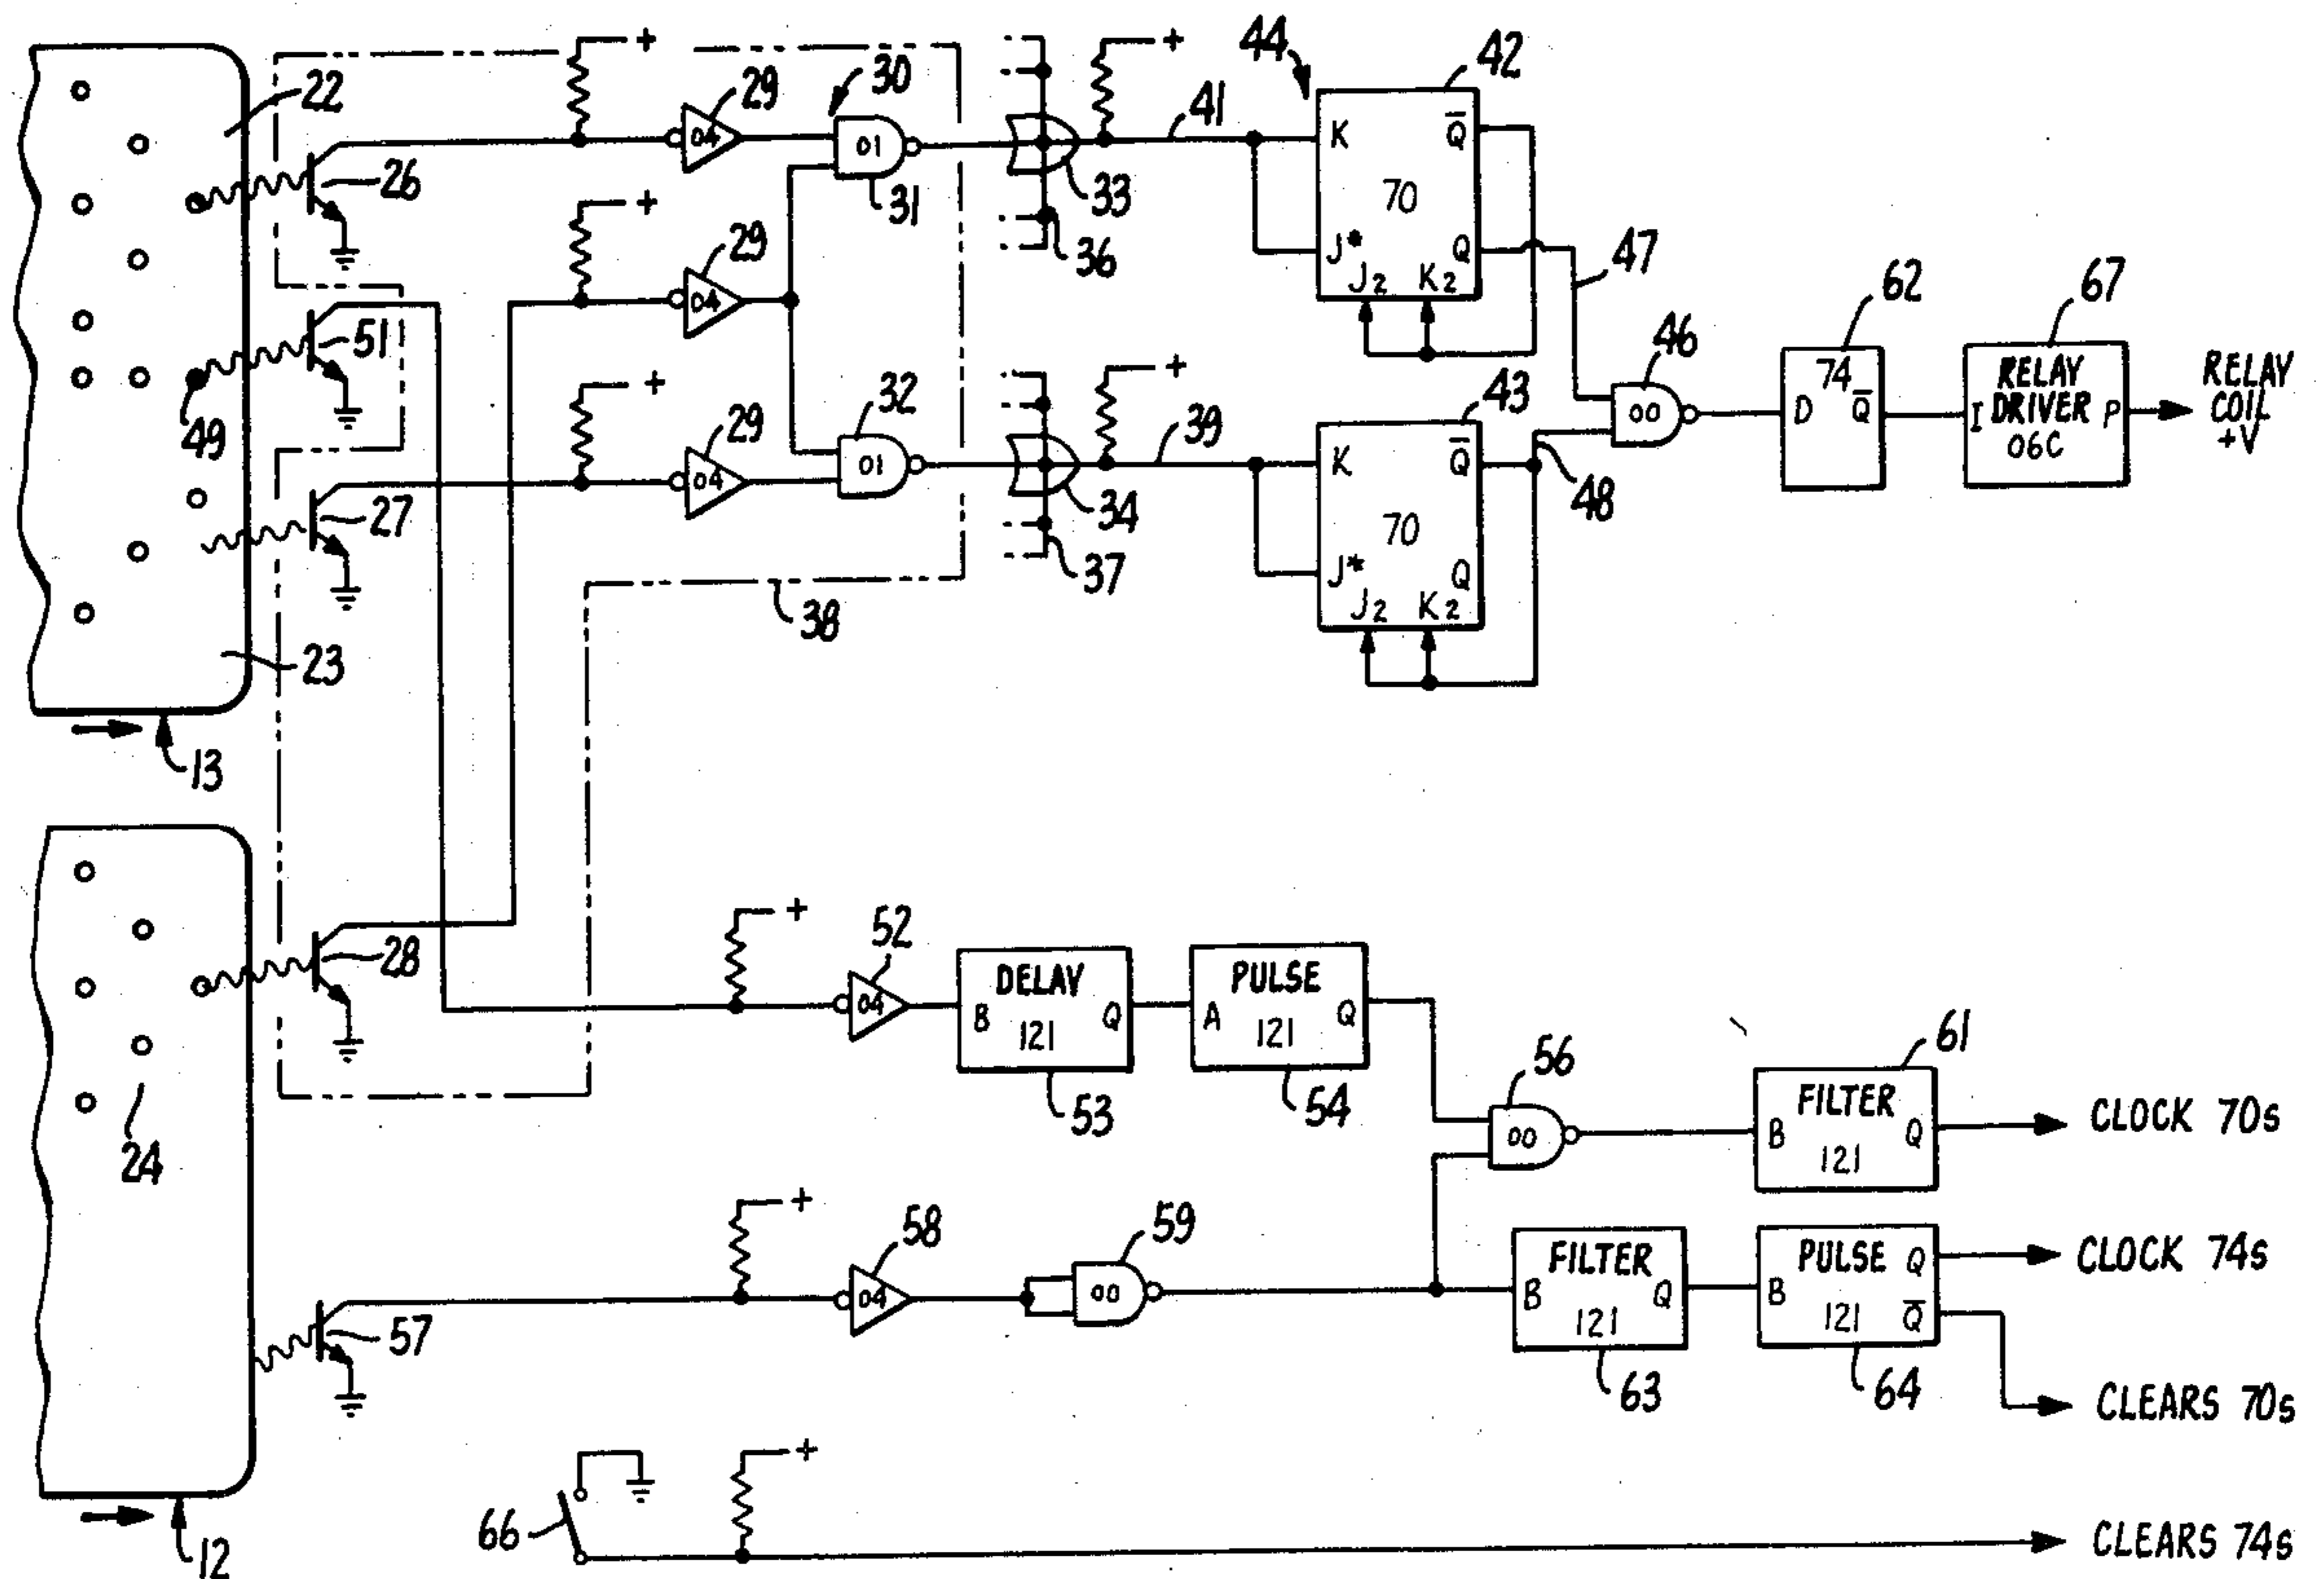 + + 44 42
22 29 30 41
04 01 K Q̅
26 + 31 33 70
29 36 J* Q 47
J2 K2 62 67
04
51 + 46
+ 32 43 74 RELAY RELAY
49 29 39 00 D Q̅ I DRIVER P COIL
01 K Q̅ 06C +V
04 48
27 34 70
37 J* Q
38 J2 K2
23
13
+ 52
28 DELAY PULSE
04 B Q A Q
121 121 61
56
24 53 54 FILTER CLOCK 70s
00 B Q
121
+
58 59
FILTER PULSE Q CLOCK 74s
04 00 B Q B
57 121 121 Q̅
63 64 CLEARS 70s
+
66
12 CLEARS 74s